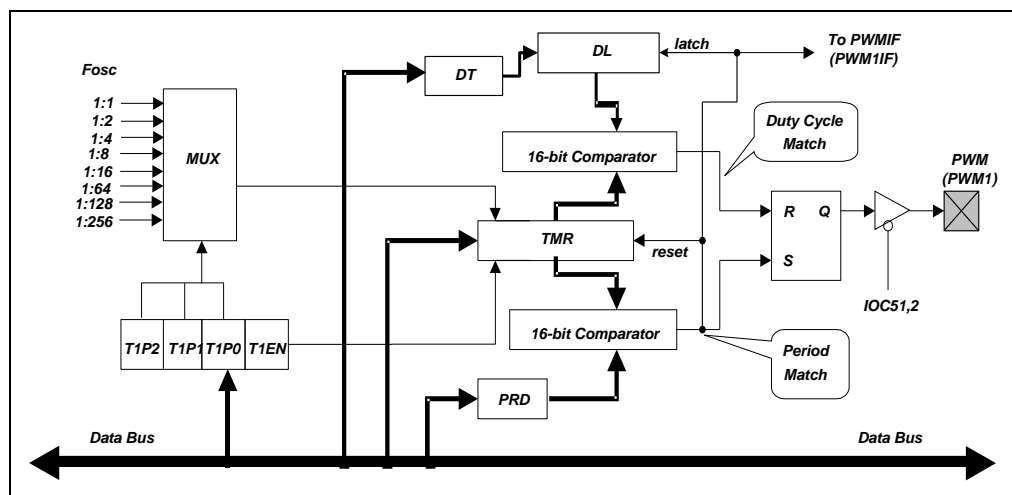 Fosc
1:1
1:2
1:4
1:8
1:16
1:64
1:128
1:256
MUX
T1P2 T1P1 T1P0 T1EN
DT
DL
latch
To PWMIF
(PWM1IF)
16-bit Comparator
Duty Cycle
Match
PWM
(PWM1)
TMR
reset
R Q
S
IOC51,2
16-bit Comparator
Period
Match
PRD
Data Bus
Data Bus